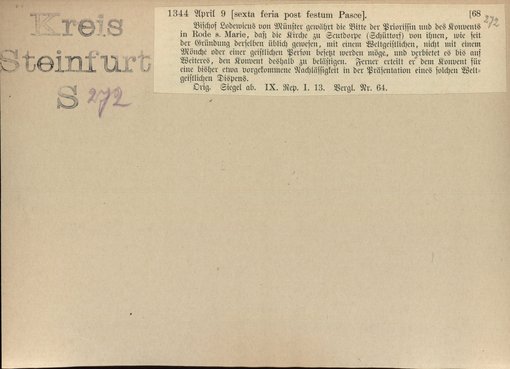 Kreis
Steinfurt
S 272
1344 April 9 [sexta feria post festum Pasce]. [68
272
Bischof Lodewicus von Münster gewährt die Bitte der Priorissin und des Konvents
in Rode s. Marie, daß die Kirche zu Scutdorpe (Schüttorf) von ihnen, wie seit
der Gründung derselben üblich gewesen, mit einem Weltgeistlichen, nicht mit einem
Mönche oder einer geistlichen Person besetzt werden möge, und verbietet es bis auf
Weiteres, den Konvent deshalb zu belästigen. Ferner erteilt er dem Konvent für
eine bisher etwa vorgekommene Nachlässigkeit in der Präsentation eines solchen Welt-
geistlichen Dispens.
Orig. Siegel ab. IX. Rep. I. 13. Vergl. Nr. 64.